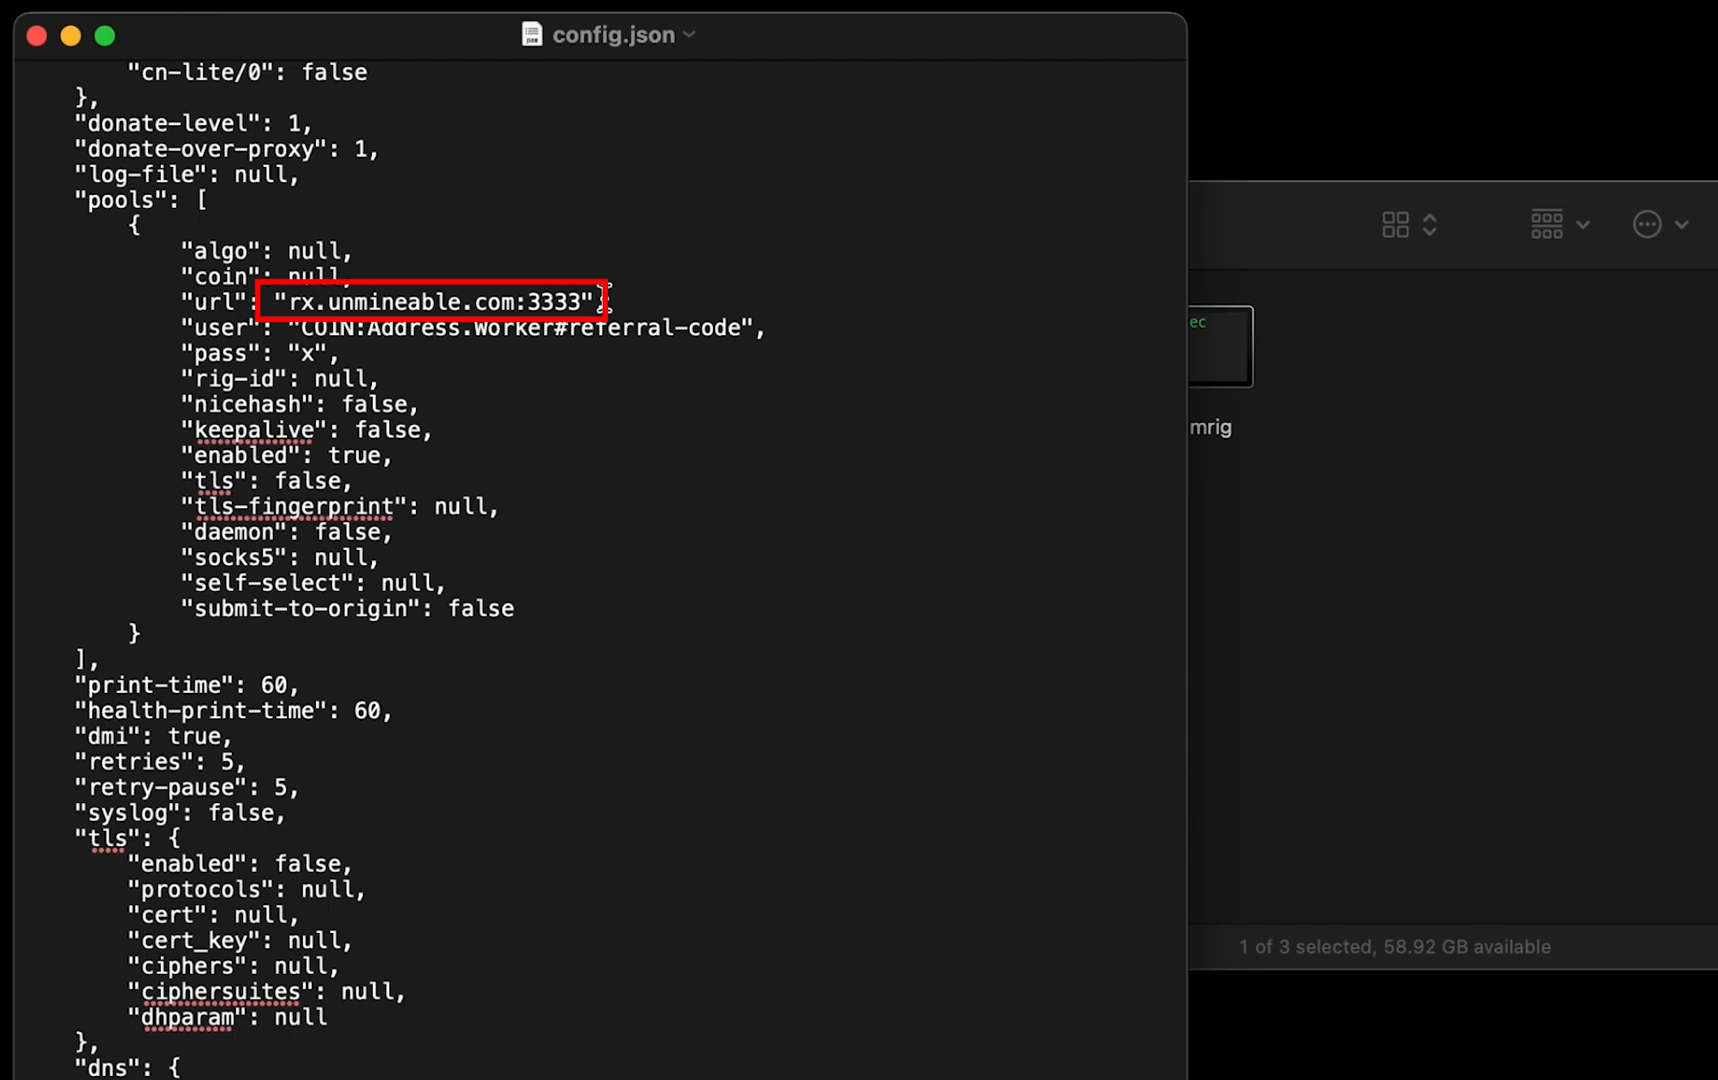 config.json
"cn-lite/0": false
},
"donate-level": 1,
"donate-over-proxy": 1,
"log-file": null,
"pools": [
{
"algo": null,
"coin": null,
"url": "rx.unmineable.com:3333",
"user": "COIN:Address.Worker#referral-code",
"pass": "x",
"rig-id": null,
"nicehash": false,
"keepalive": false,
"enabled": true,
"tls": false,
"tls-fingerprint": null,
"daemon": false,
"socks5": null,
"self-select": null,
"submit-to-origin": false
}
],
"print-time": 60,
"health-print-time": 60,
"dmi": true,
"retries": 5,
"retry-pause": 5,
"syslog": false,
"tls": {
"enabled": false,
"protocols": null,
"cert": null,
"cert_key": null,
"ciphers": null,
"ciphersuites": null,
"dhparam": null
},
"dns": {
ec
mrig
1 of 3 selected, 58.92 GB available